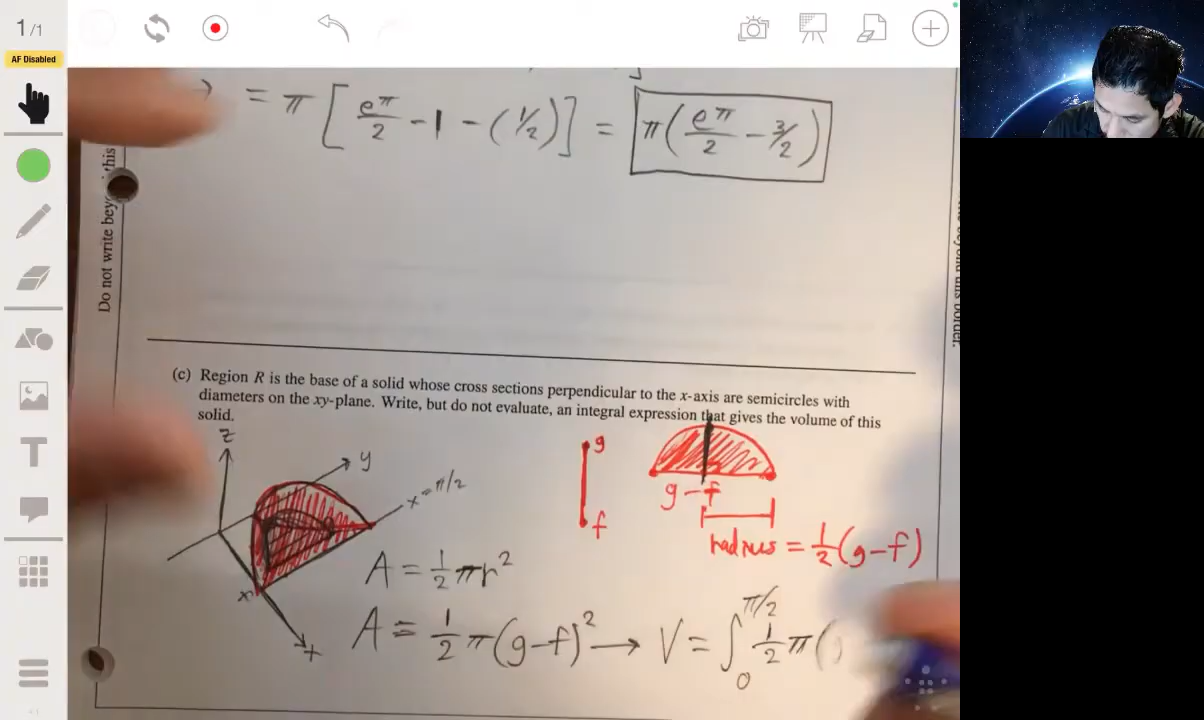 1/1
AF Disabled
= π [ e^π/2 - 1 - (1/2) ] = π( e^π/2 - 3/2 )
Do not write bey
this
border.
(c) Region R is the base of a solid whose cross sections perpendicular to the x-axis are semicircles with
diameters on the xy-plane. Write, but do not evaluate, an integral expression that gives the volume of this
solid.
z
y
x = π/2
x
g
f
g - f
radius = 1/2 (g-f)
A = 1/2 πr²
A = 1/2 π(g-f)² → V = ∫₀^π/2 1/2 π(
T